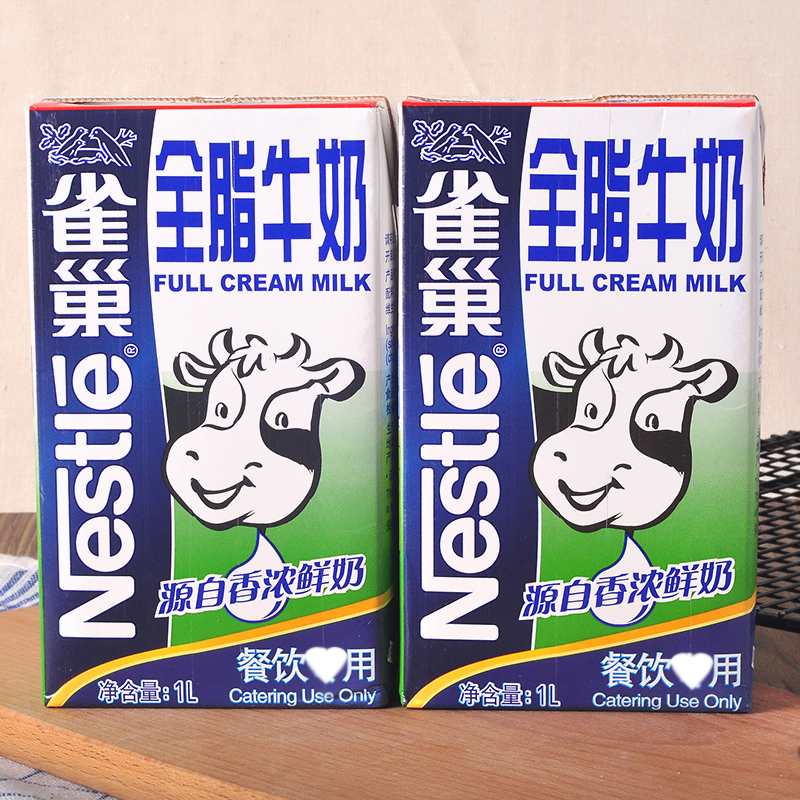 雀巢
Nestlé®
全脂牛奶
FULL CREAM MILK
源自香浓鲜奶
餐饮 用
净含量:1L
Catering Use Only
雀巢
Nestlé®
全脂牛奶
FULL CREAM MILK
源自香浓鲜奶
餐饮 用
净含量:1L
Catering Use Only